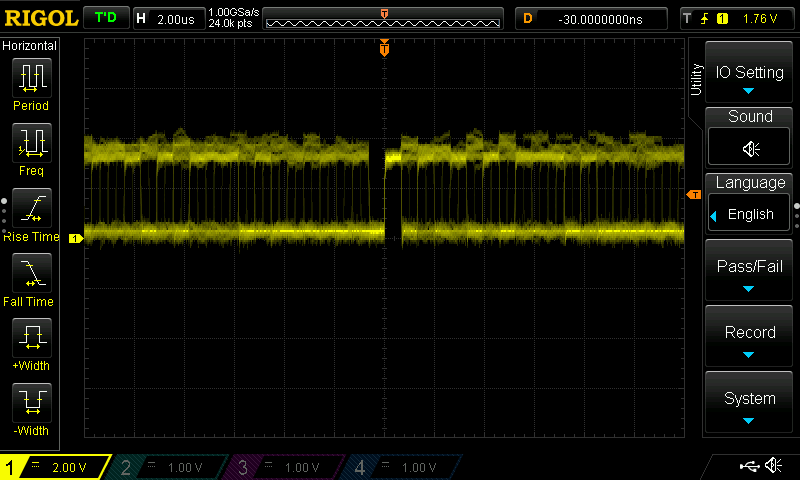 RIGOL T'D H 2.00us 1.00GSa/s
24.0k pts
T
D -30.0000000ns T 1 1.76 V
Horizontal
Period
Freq
Rise Time
Fall Time
+Width
-Width
T
T
1
Utility
IO Setting
Sound
Language
English
Pass/Fail
Record
System
1 2.00 V 2 1.00 V 3 1.00 V 4 1.00 V